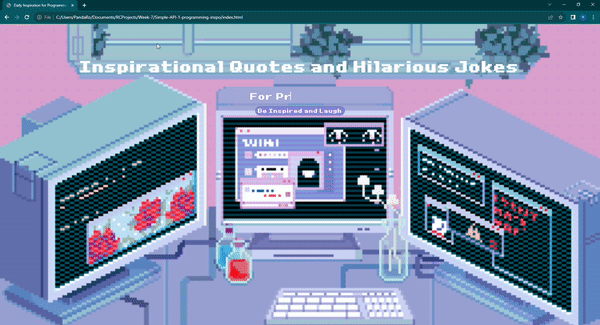 Daily Inspiration for Programm
File
C:/Users/PandaRo/Documents/RCProjects/Week-7/Simple-API-1-programming-inspo/index.html
Inspirational Quotes and Hilarious Jokes
For Pr
Be Inspired and Laugh